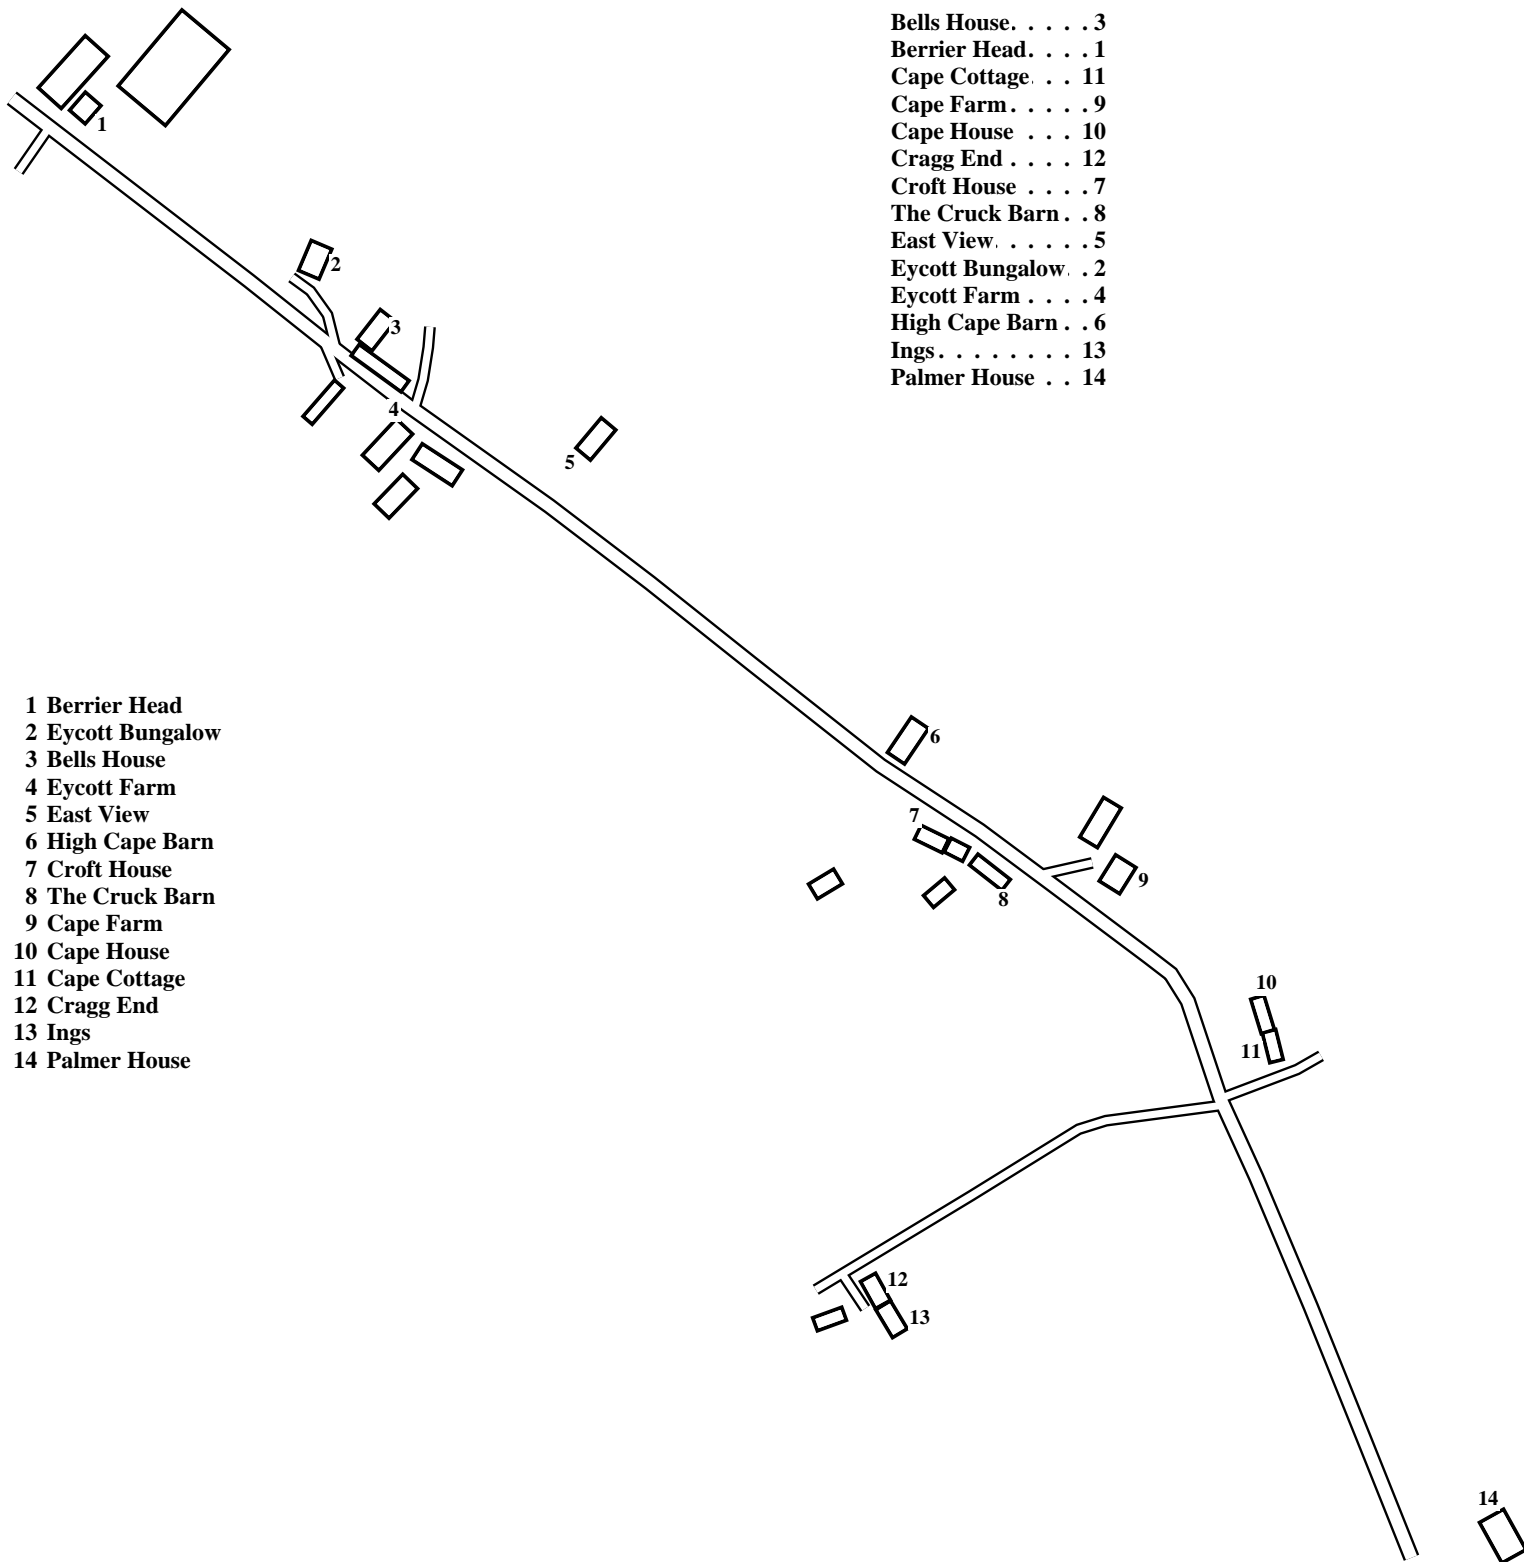 Bells House. . . . . 3
Berrier Head. . . . 1
Cape Cottage. . . 11
Cape Farm . . . . . 9
Cape House . . . 10
Cragg End . . . . 12
Croft House . . . . 7
The Cruck Barn . . 8
East View. . . . . . 5
Eycott Bungalow. . 2
Eycott Farm . . . . 4
High Cape Barn . . 6
Ings . . . . . . . . 13
Palmer House . . 14
1
2
3
4
5
1 Berrier Head
2 Eycott Bungalow
3 Bells House
4 Eycott Farm
5 East View
6 High Cape Barn
7 Croft House
8 The Cruck Barn
9 Cape Farm
10 Cape House
11 Cape Cottage
12 Cragg End
13 Ings
14 Palmer House
6
7
8
9
10
11
12
13
14